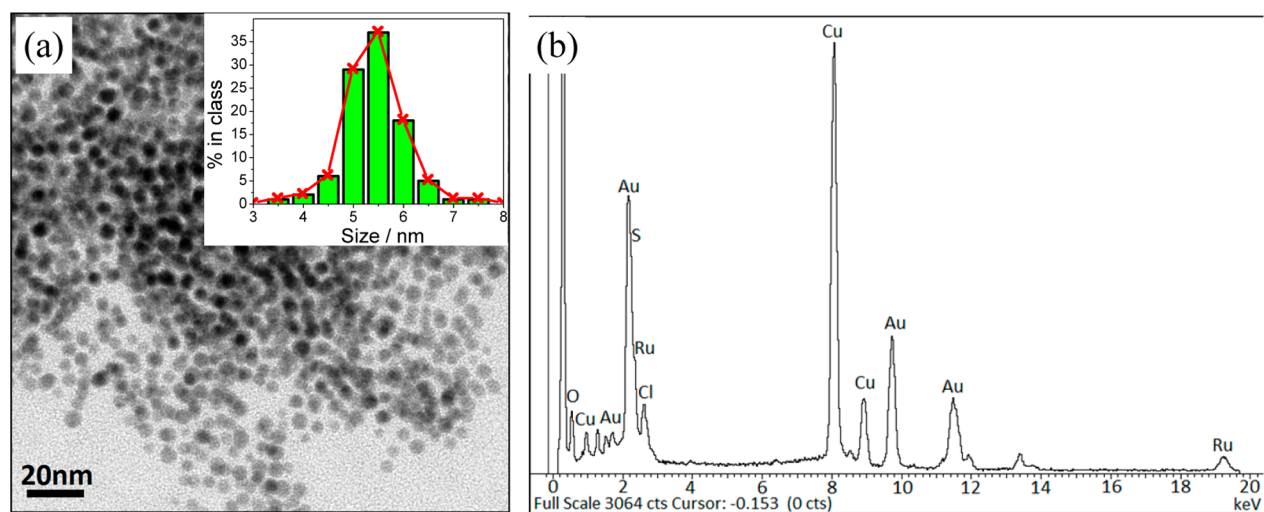 (a)
% in class
35
30
25
20
15
10
5
0
3 4 5 6 7 8
Size / nm
20nm
(b)
Cu
Au
S
Ru
Cl
O
Cu
Au
Cu
Au
Au
Ru
0 2 4 6 8 10 12 14 16 18 20
keV
Full Scale 3064 cts Cursor: -0.153 (0 cts)